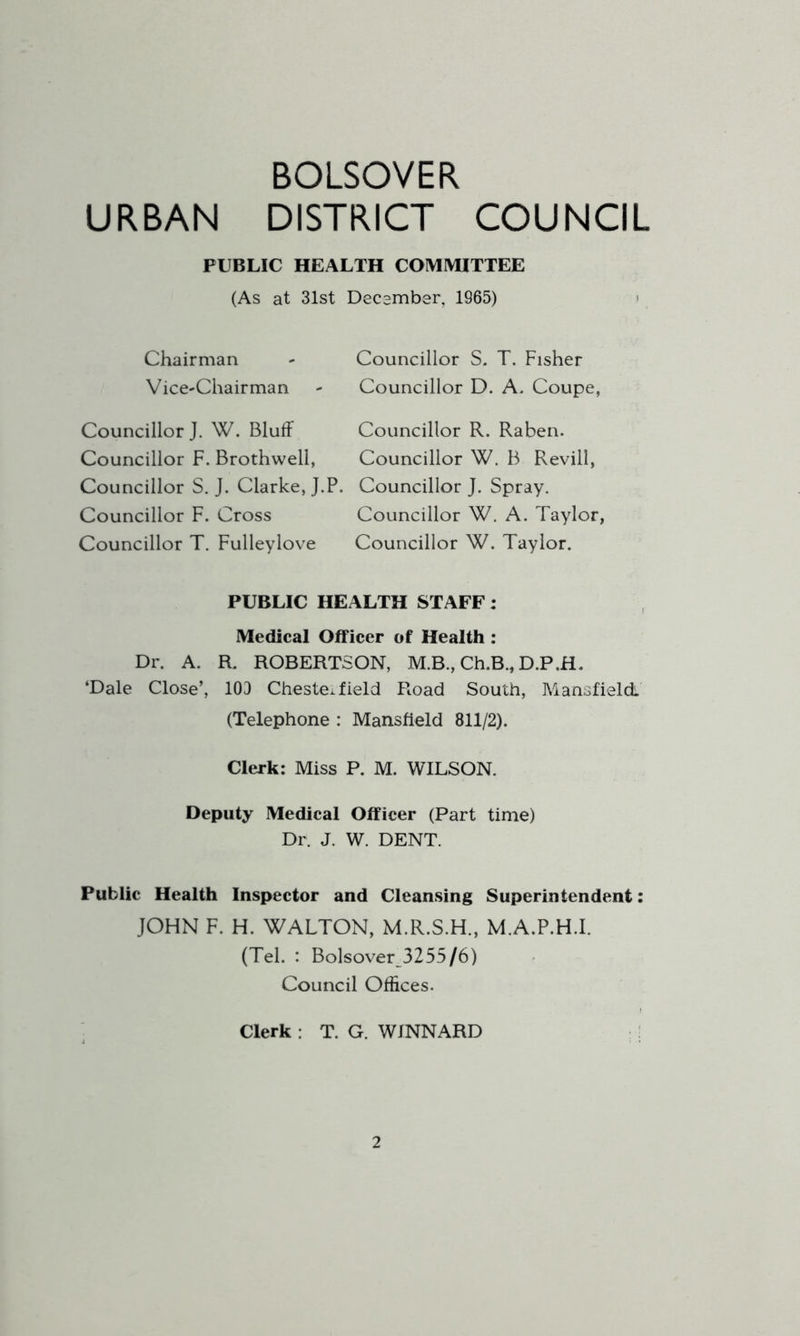 BOLSOVER
URBAN DISTRICT COUNCIL
PUBLIC HEALTH COMMITTEE
(As at 31st December, 1965)
Chairman - Councillor S. T. Fisher
Vice-Chairman - Councillor D. A. Coupe,
Councillor J. W. Bluff Councillor R. Raben.
Councillor F. Brothwell, Councillor W. B Revill,
Councillor S. J. Clarke, J.P. Councillor J. Spray.
Councillor F. Cross Councillor W. A. Taylor,
Councillor T. Fulleylove Councillor W. Taylor.
PUBLIC HEALTH STAFF :
Medical Officer of Health :
Dr. A. R. ROBERTSON, M.B., Ch.B., D.P.H.
‘Dale Close’, 100 Chesterfield Road South, Mansfield.
(Telephone : Mansfield 811/2).
Clerk: Miss P. M. WILSON.
Deputy Medical Officer (Part time)
Dr. J. W. DENT.
Public Health Inspector and Cleansing Superintendent :
JOHN F. H. WALTON, M.R.S.H., M.A.P.H.I.
(Tel. : Bolsover 3255/6)
Council Offices.
Clerk : T. G. WINNARD
2